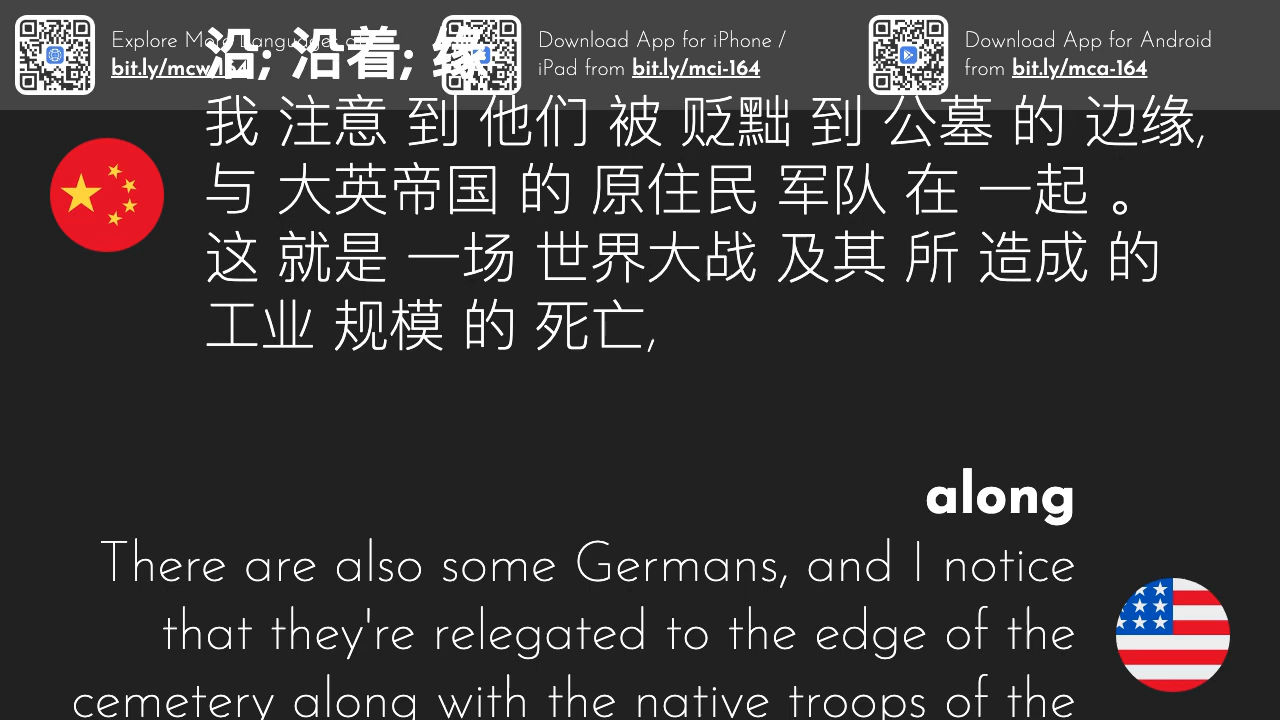 Explore More Languages
bit.ly/mcw-164
沿; 沿着; 缘
Download App for iPhone /
iPad from bit.ly/mci-164
Download App for Android
from bit.ly/mca-164
我 注意 到 他们 被 贬黜 到 公墓 的 边缘,
与 大英帝国 的 原住民 军队 在 一起 。
这 就是 一场 世界大战 及其 所 造成 的
工业 规模 的 死亡,
along
There are also some Germans, and I notice
that they're relegated to the edge of the
cemetery along with the native troops of the